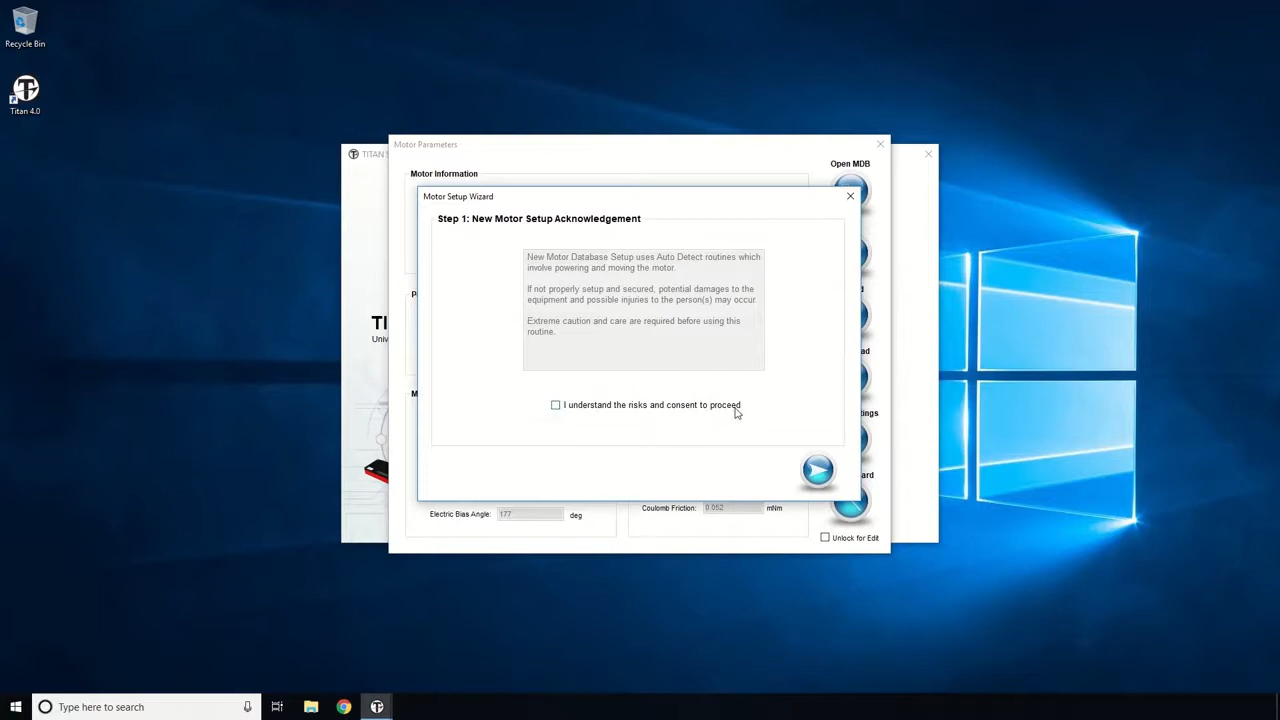 Recycle Bin
Titan 4.0
TITAN
Motor Parameters
Motor Information
Open MDB
Motor Setup Wizard
Step 1: New Motor Setup Acknowledgement
New Motor Database Setup uses Auto Detect routines which
involve powering and moving the motor.
If not properly setup and secured, potential damages to the
equipment and possible injuries to the person(s) may occur.
Extreme caution and care are required before using this
routine.
I understand the risks and consent to proceed
Electric Bias Angle: 177 deg
Coulomb Friction: 0.052 mNm
Unlock for Edit
Type here to search